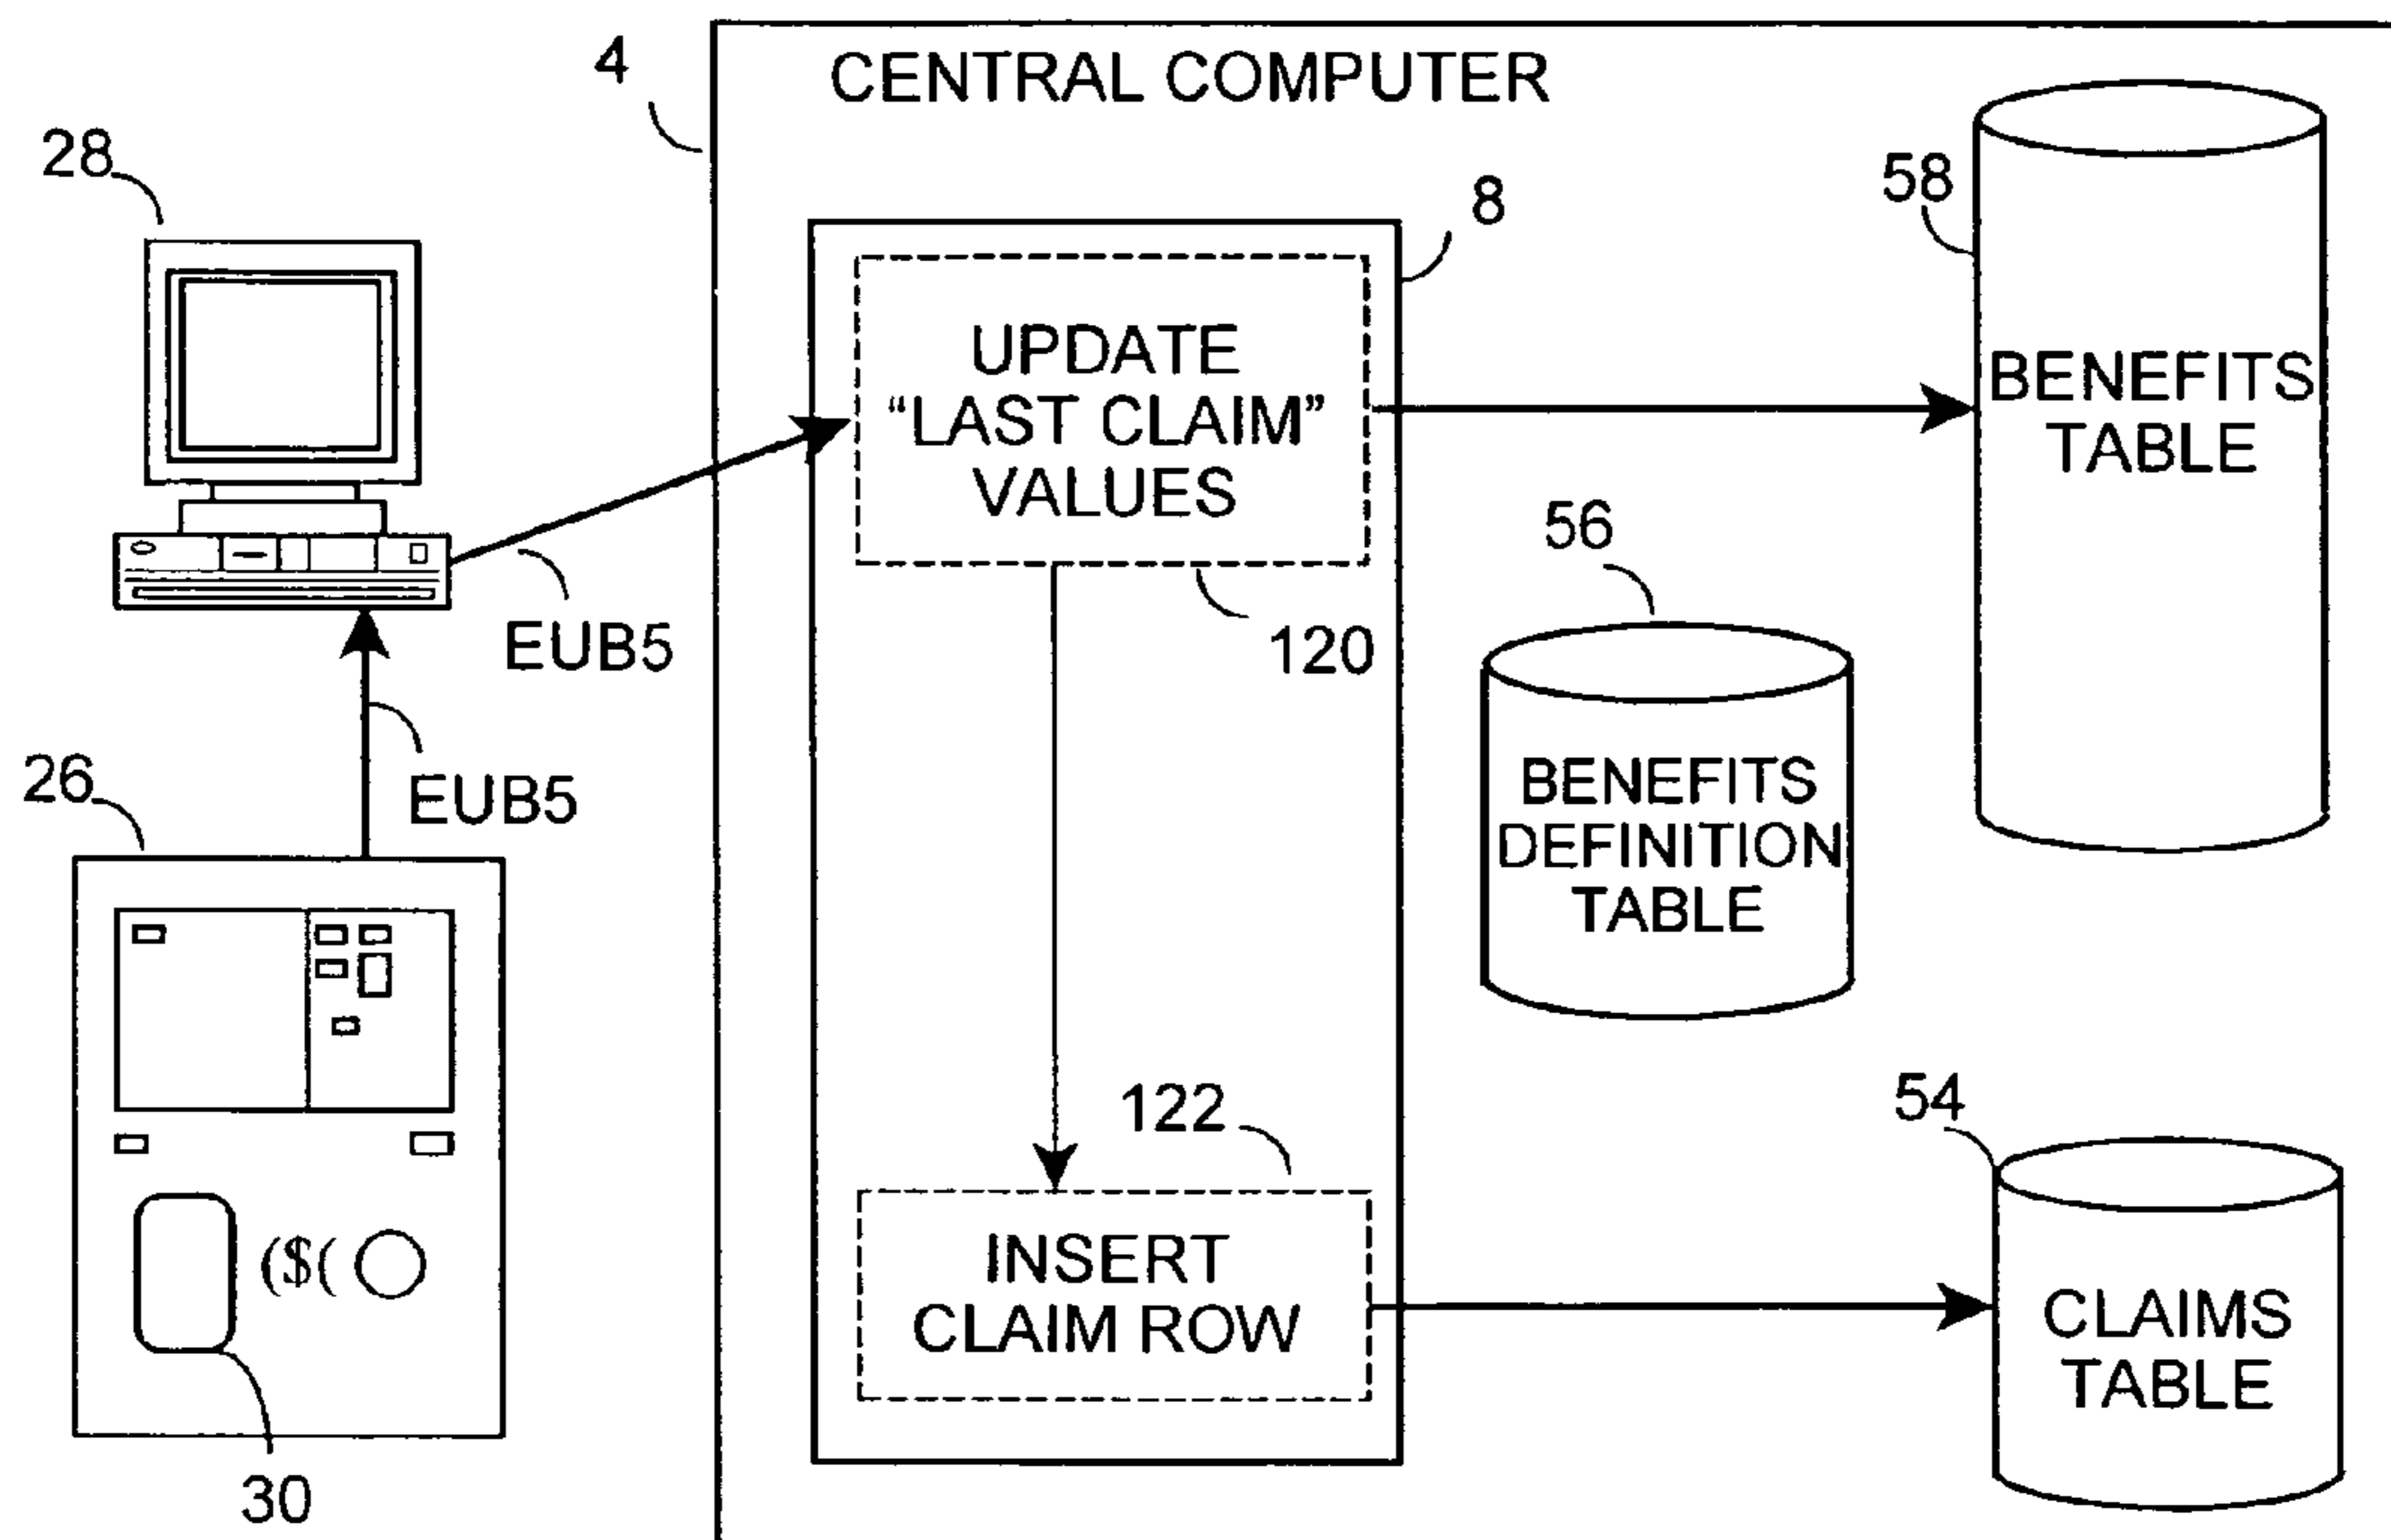 4
CENTRAL COMPUTER
28
8
58
UPDATE
“LAST CLAIM”
VALUES
BENEFITS
TABLE
56
EUB5
120
26
EUB5
BENEFITS
DEFINITION
TABLE
122
54
($(
INSERT
CLAIM ROW
CLAIMS
TABLE
30